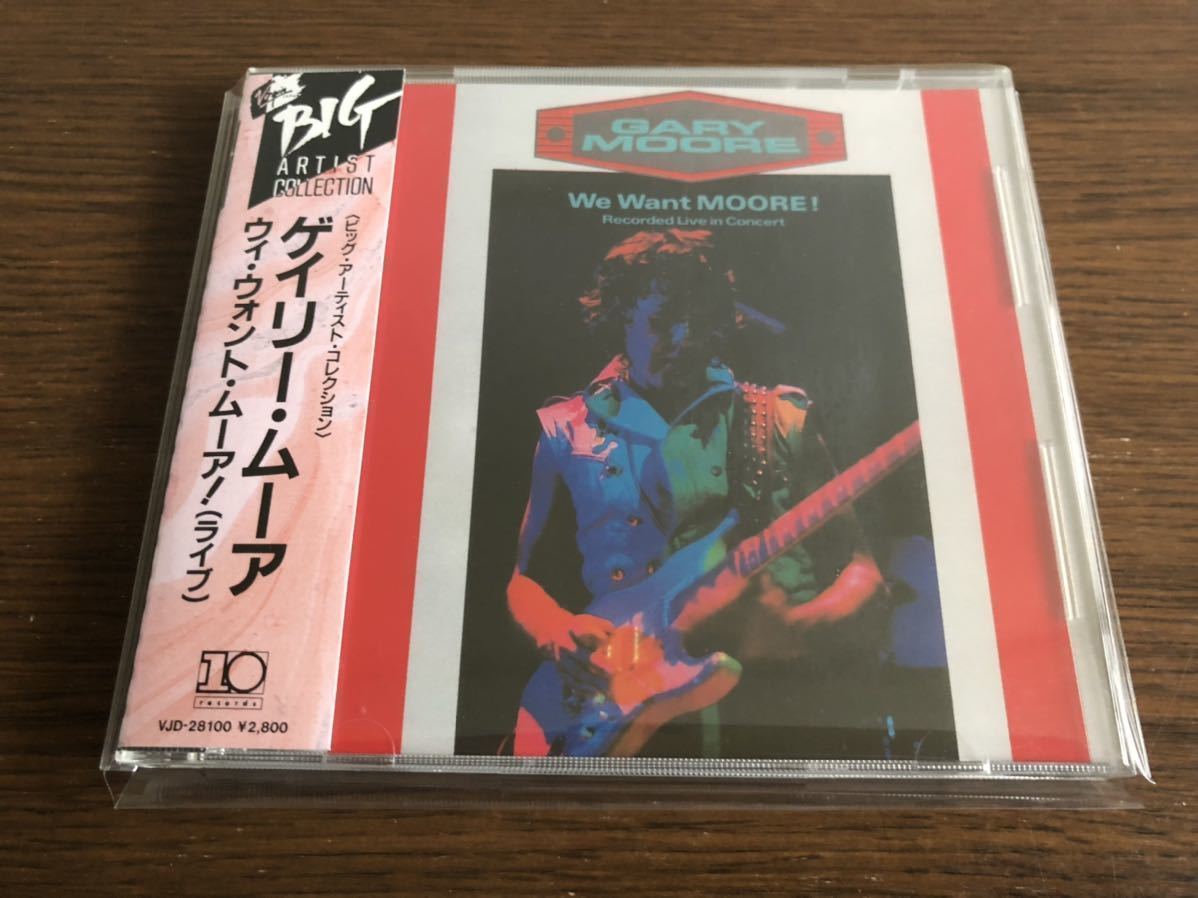 Virgin
BIG
ARTIST
COLLECTION
〈ビッグ・アーティスト・コレクション〉
ゲイリー・ムーア
ウィ・ウォント・ムーア!(ライブ)
10
records
VJD-28100 ¥2,800
GARY
MOORE
We Want MOORE!
Recorded Live in Concert